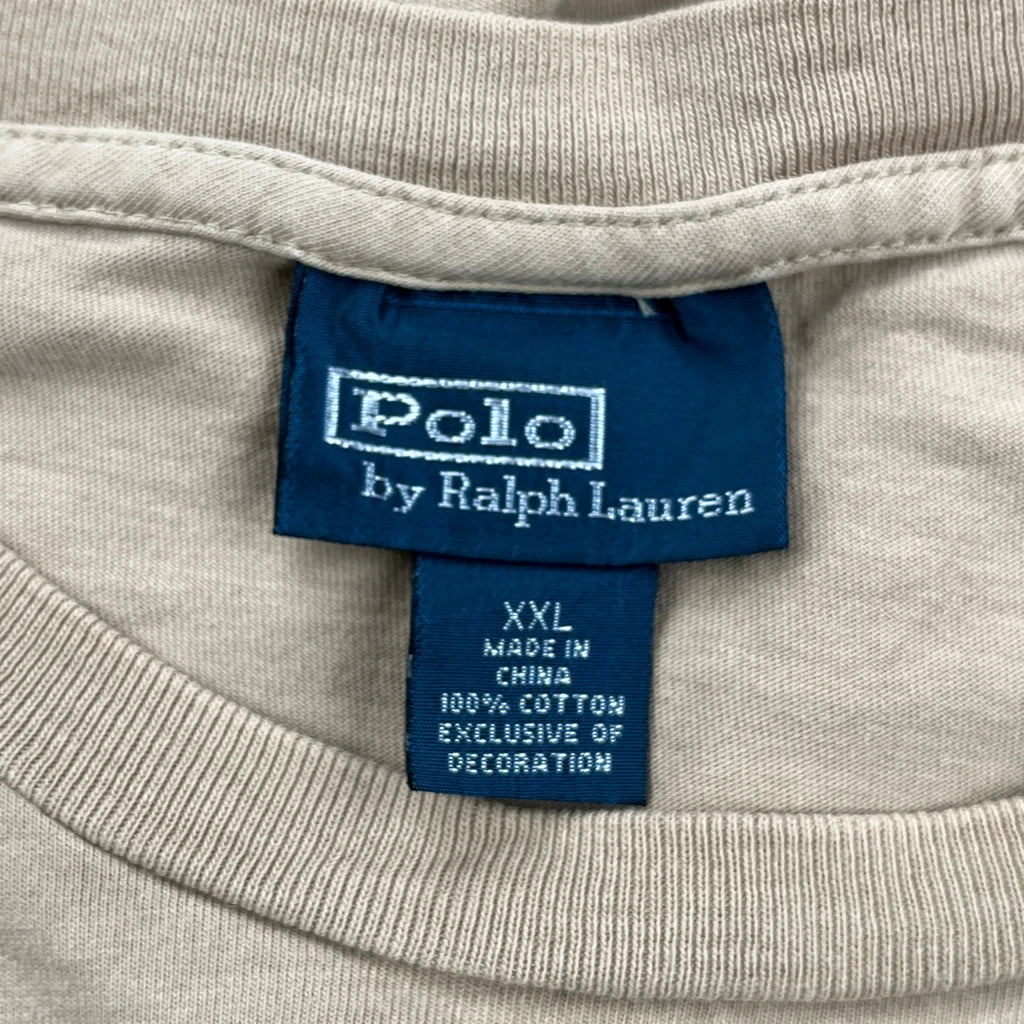 Polo
by Ralph Lauren
XXL
MADE IN
CHINA
100% COTTON
EXCLUSIVE OF
DECORATION